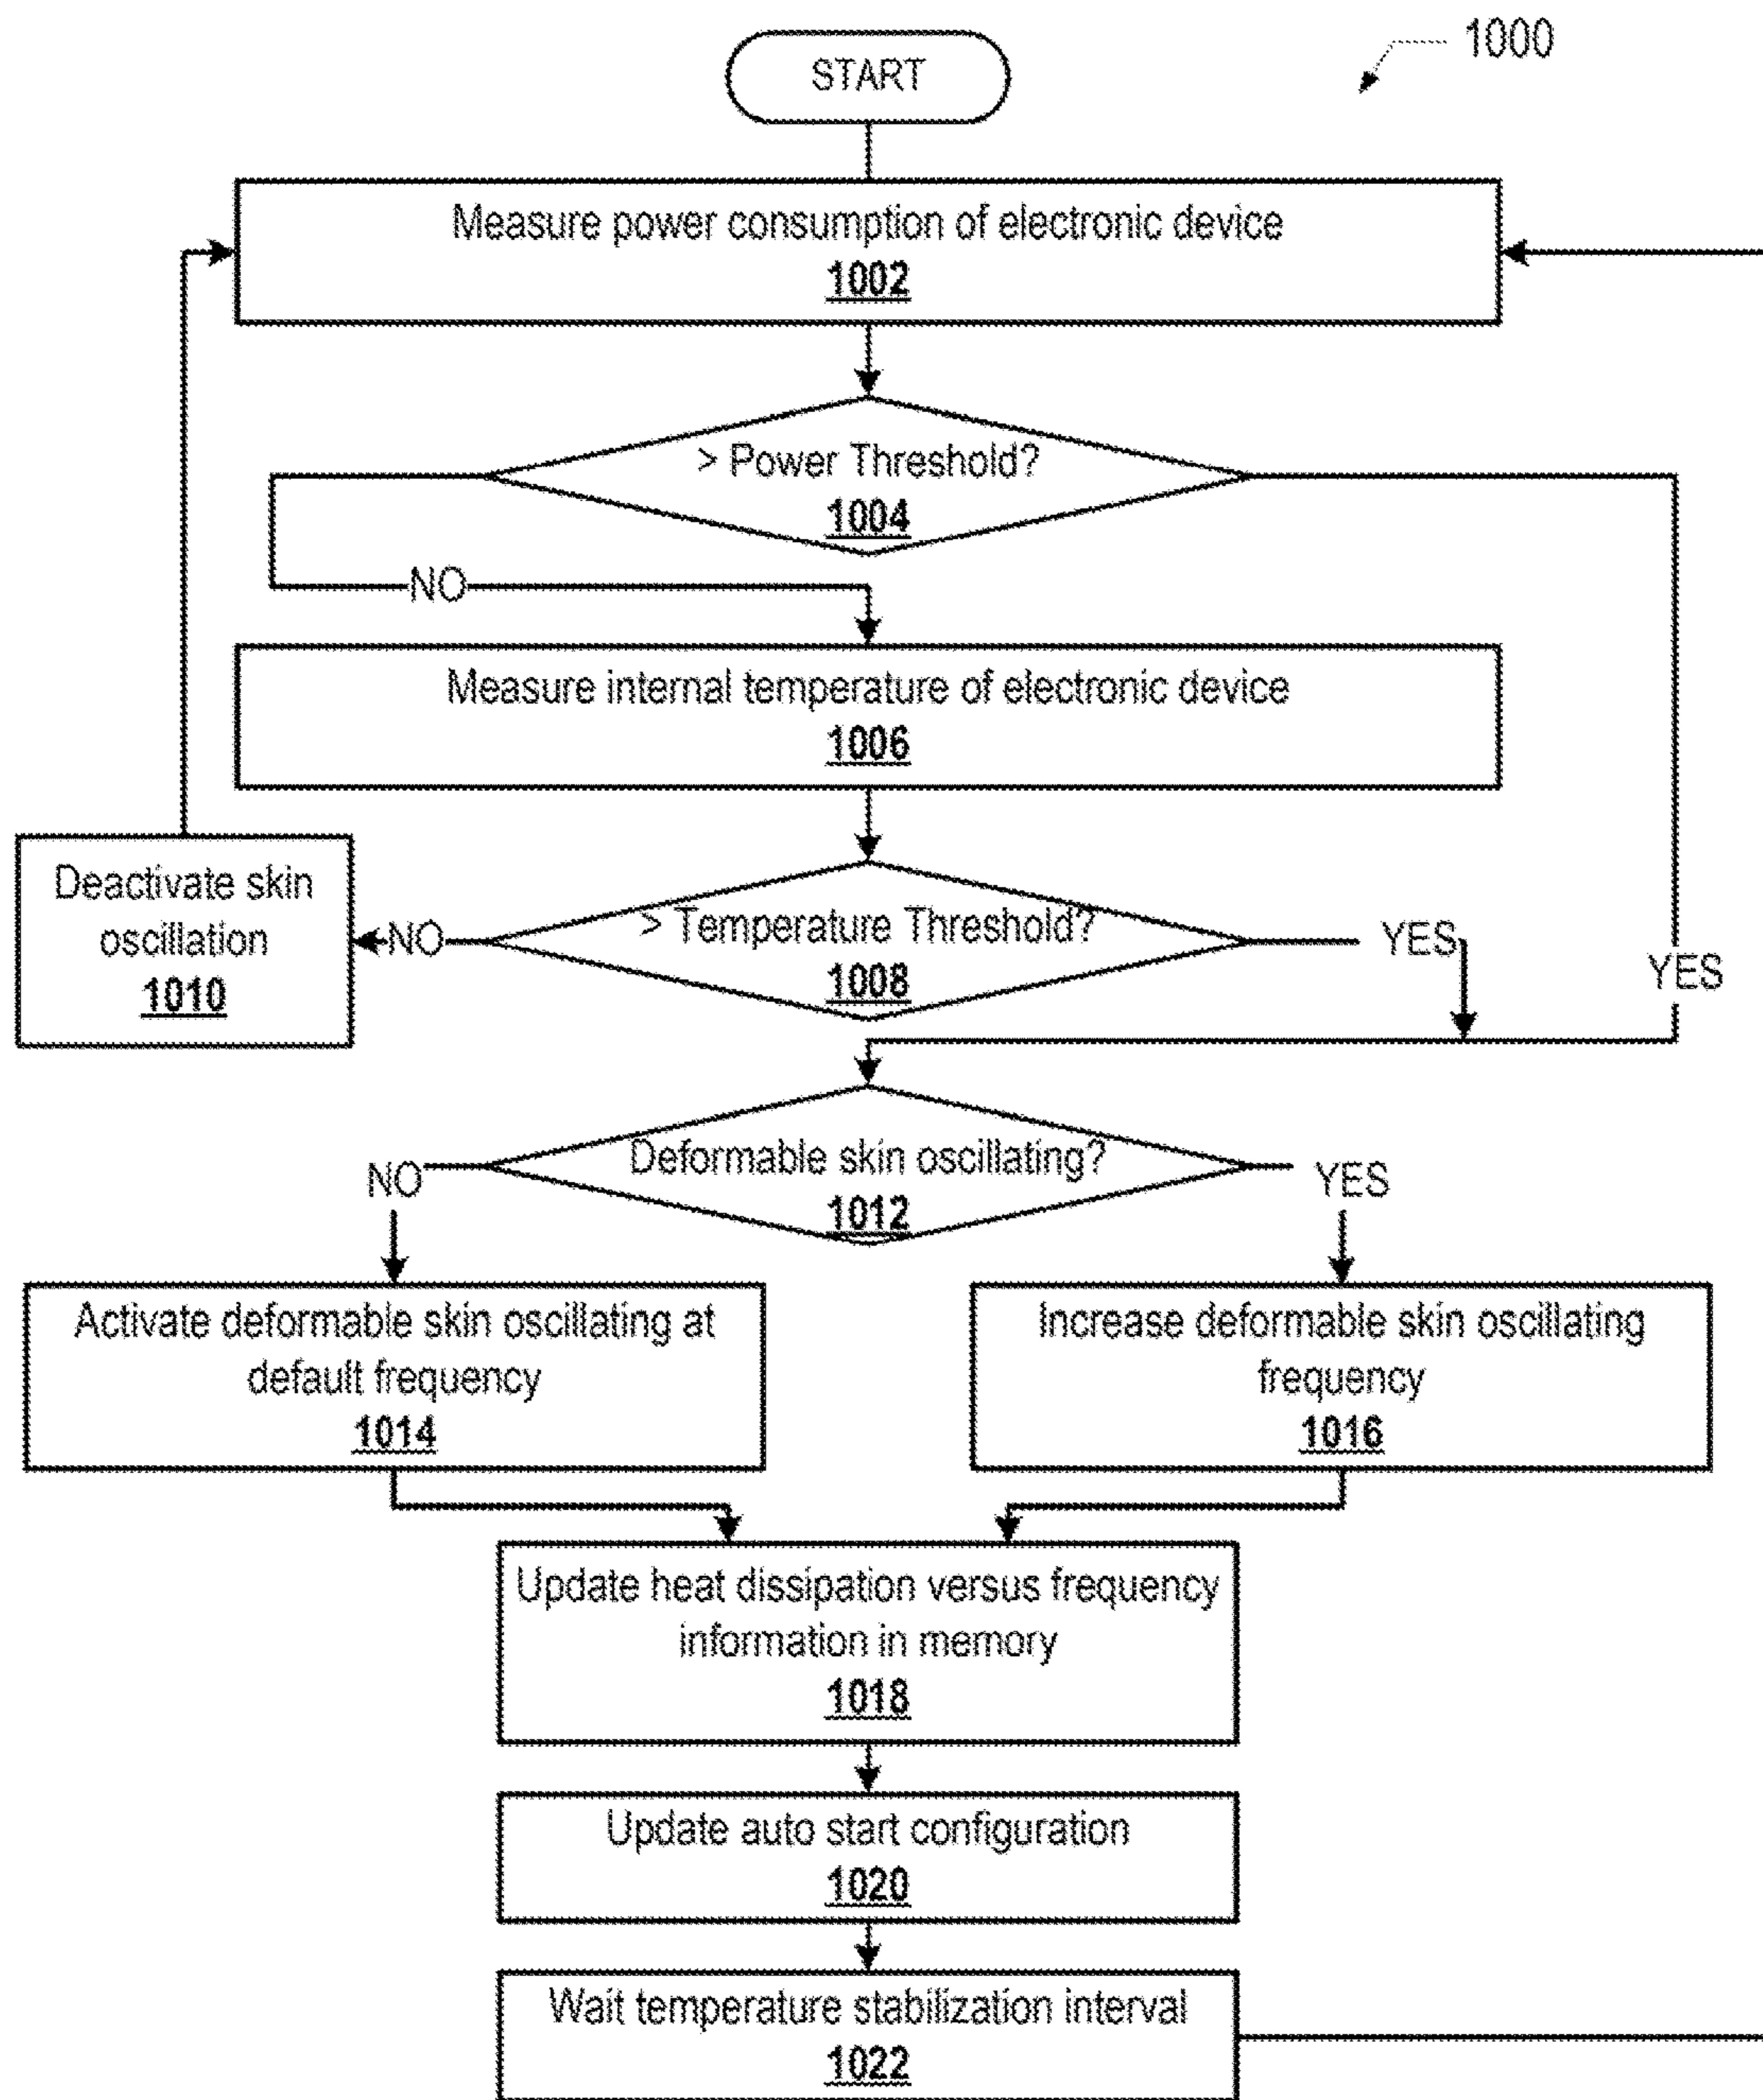 1000
START
Measure power consumption of electronic device
1002
> Power Threshold?
1004
NO
Measure internal temperature of electronic device
1006
Deactivate skin
oscillation
1010
NO
> Temperature Threshold?
1008
YES
YES
Deformable skin oscillating?
1012
NO
YES
Activate deformable skin oscillating at
default frequency
1014
Increase deformable skin oscillating
frequency
1016
Update heat dissipation versus frequency
information in memory
1018
Update auto start configuration
1020
Wait temperature stabilization interval
1022